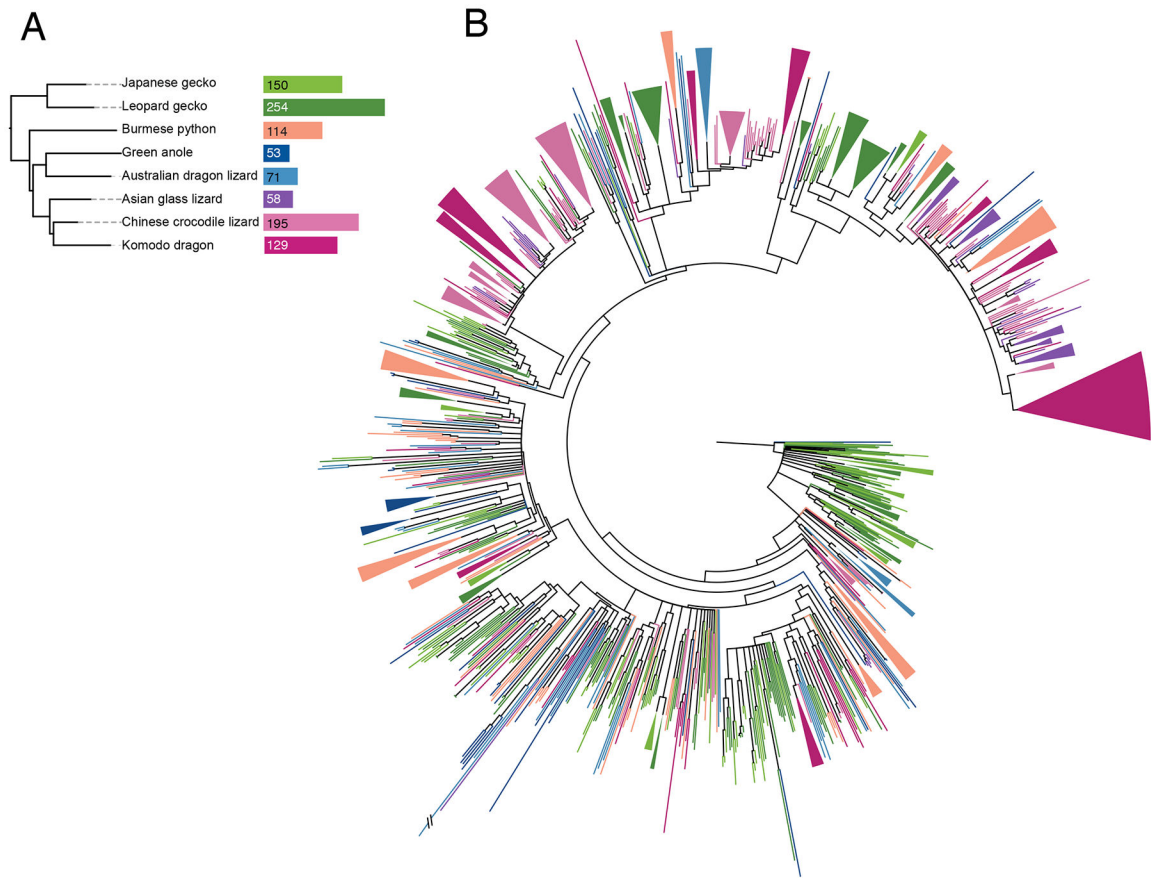 A
B
Japanese gecko 150
Leopard gecko 254
Burmese python 114
Green anole 53
Australian dragon lizard 71
Asian glass lizard 58
Chinese crocodile lizard 195
Komodo dragon 129